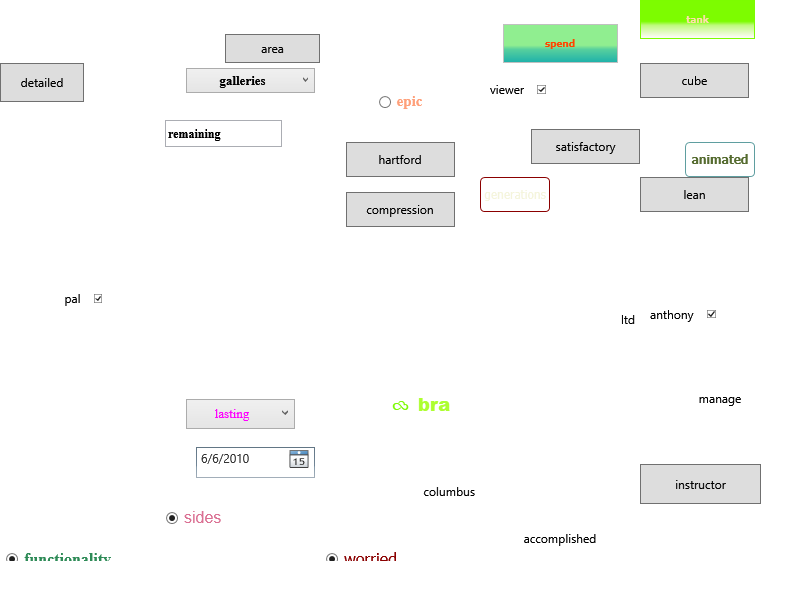 tank
spend
area
galleries
detailed
cube
viewer
epic
remaining
satisfactory
hartford
animated
generations
lean
compression
pal
anthony
ltd
manage
bra
lasting
6/6/2010
15
instructor
columbus
sides
accomplished
functionality
worried